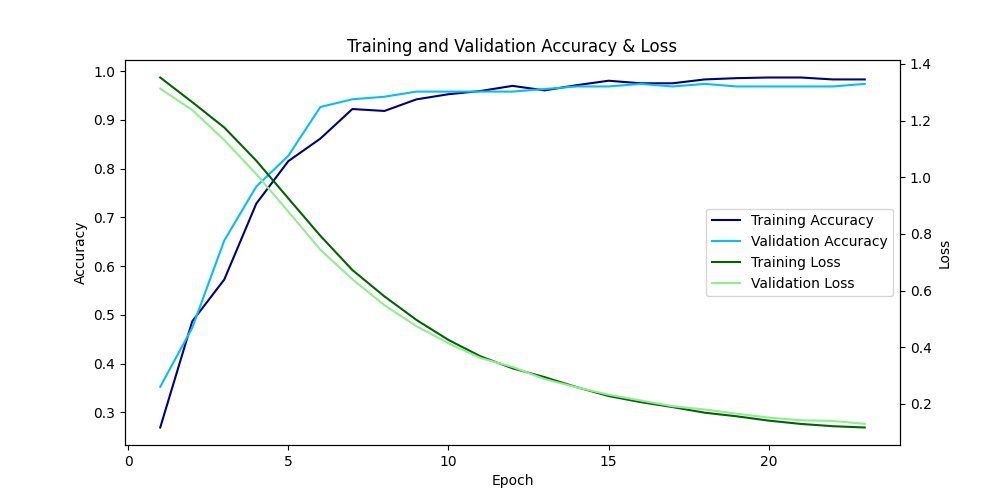 Training and Validation Accuracy & Loss
1.0
0.9
0.8
0.7
0.6
0.5
0.4
0.3
Accuracy
1.4
1.2
1.0
0.8
0.6
0.4
0.2
Loss
Training Accuracy
Validation Accuracy
Training Loss
Validation Loss
0 5 10 15 20
Epoch